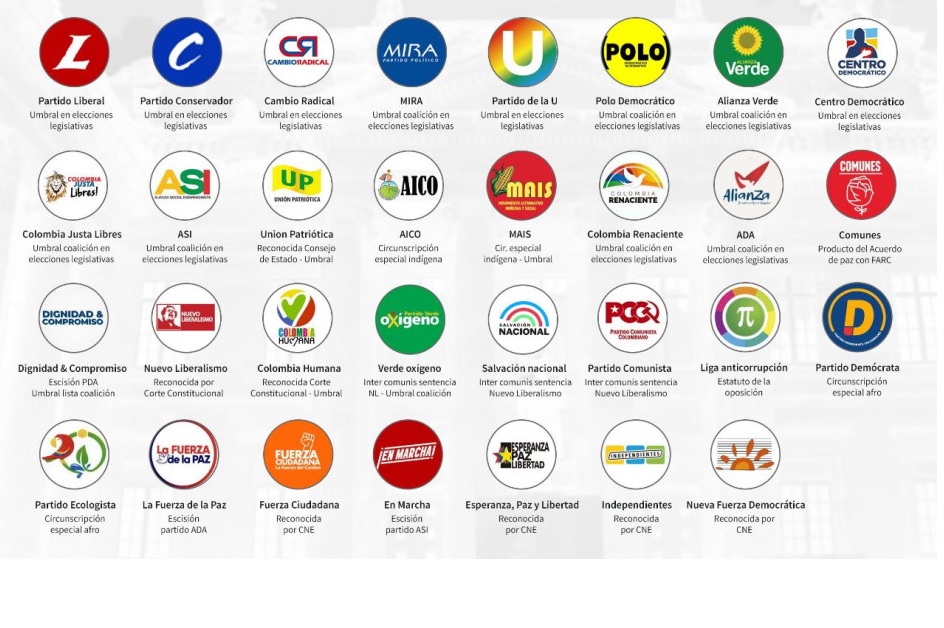 L
C
CR
CAMBIO RADICAL
MIRA
PARTIDO POLÍTICO
U
POLO
ALIANZA
Verde
CENTRO
DEMOCRÁTICO
Partido Liberal
Umbral en elecciones
legislativas
Partido Conservador
Umbral en elecciones
legislativas
Cambio Radical
Umbral en elecciones
legislativas
MIRA
Umbral coalición en
elecciones legislativas
Partido de la U
Umbral en elecciones
legislativas
Polo Democrático
Umbral coalición en
elecciones legislativas
Alianza Verde
Umbral coalición en
elecciones legislativas
Centro Democrático
Umbral en elecciones
legislativas
COLOMBIA
JUSTA
Libres!
ASI
ALIANZA SOCIAL INDEPENDIENTE
UP
UNIÓN PATRIÓTICA
AICO
MAIS
MOVIMIENTO ALTERNATIVO
INDÍGENA Y SOCIAL
COLOMBIA
RENACIENTE
Alianza
COMUNES
Colombia Justa Libres
Umbral coalición en
elecciones legislativas
ASI
Umbral coalición en
elecciones legislativas
Union Patriótica
Reconocida Consejo
de Estado - Umbral
AICO
Circunscripción
especial indígena
MAIS
Cir. especial
indígena - Umbral
Colombia Renaciente
Umbral coalición en
elecciones legislativas
ADA
Umbral coalición en
elecciones legislativas
Comunes
Producto del Acuerdo
de paz con FARC
DIGNIDAD &
COMPROMISO
NUEVO
LIBERALISMO
COLOMBIA
HUMANA
Partido Verde
oxígeno
SALVACIÓN
NACIONAL
PCC
PARTIDO COMUNISTA
COLOMBIANO
π
D
Dignidad & Compromiso
Escisión PDA
Umbral lista coalición
Nuevo Liberalismo
Reconocida por
Corte Constitucional
Colombia Humana
Reconocida Corte
Constitucional - Umbral
Verde oxígeno
Inter comunis sentencia
NL - Umbral coalición
Salvación nacional
Inter comunis sentencia
Nuevo Liberalismo
Partido Comunista
Inter comunis sentencia
Nuevo Liberalismo
Liga anticorrupción
Estatuto de la
oposición
Partido Demócrata
Circunscripción
especial afro
La FUERZA
de la PAZ
FUERZA
CIUDADANA
La Fuerza del Cambio
¡EN MARCHA!
ESPERANZA
PAZ
LIBERTAD
INDEPENDIENTES
Partido Ecologista
Circunscripción
especial afro
La Fuerza de la Paz
Escisión
partido ADA
Fuerza Ciudadana
Reconocida
por CNE
En Marcha
Escisión
partido ASI
Esperanza, Paz y Libertad
Reconocida
por CNE
Independientes
Reconocida
por CNE
Nueva Fuerza Democrática
Reconocida por
CNE